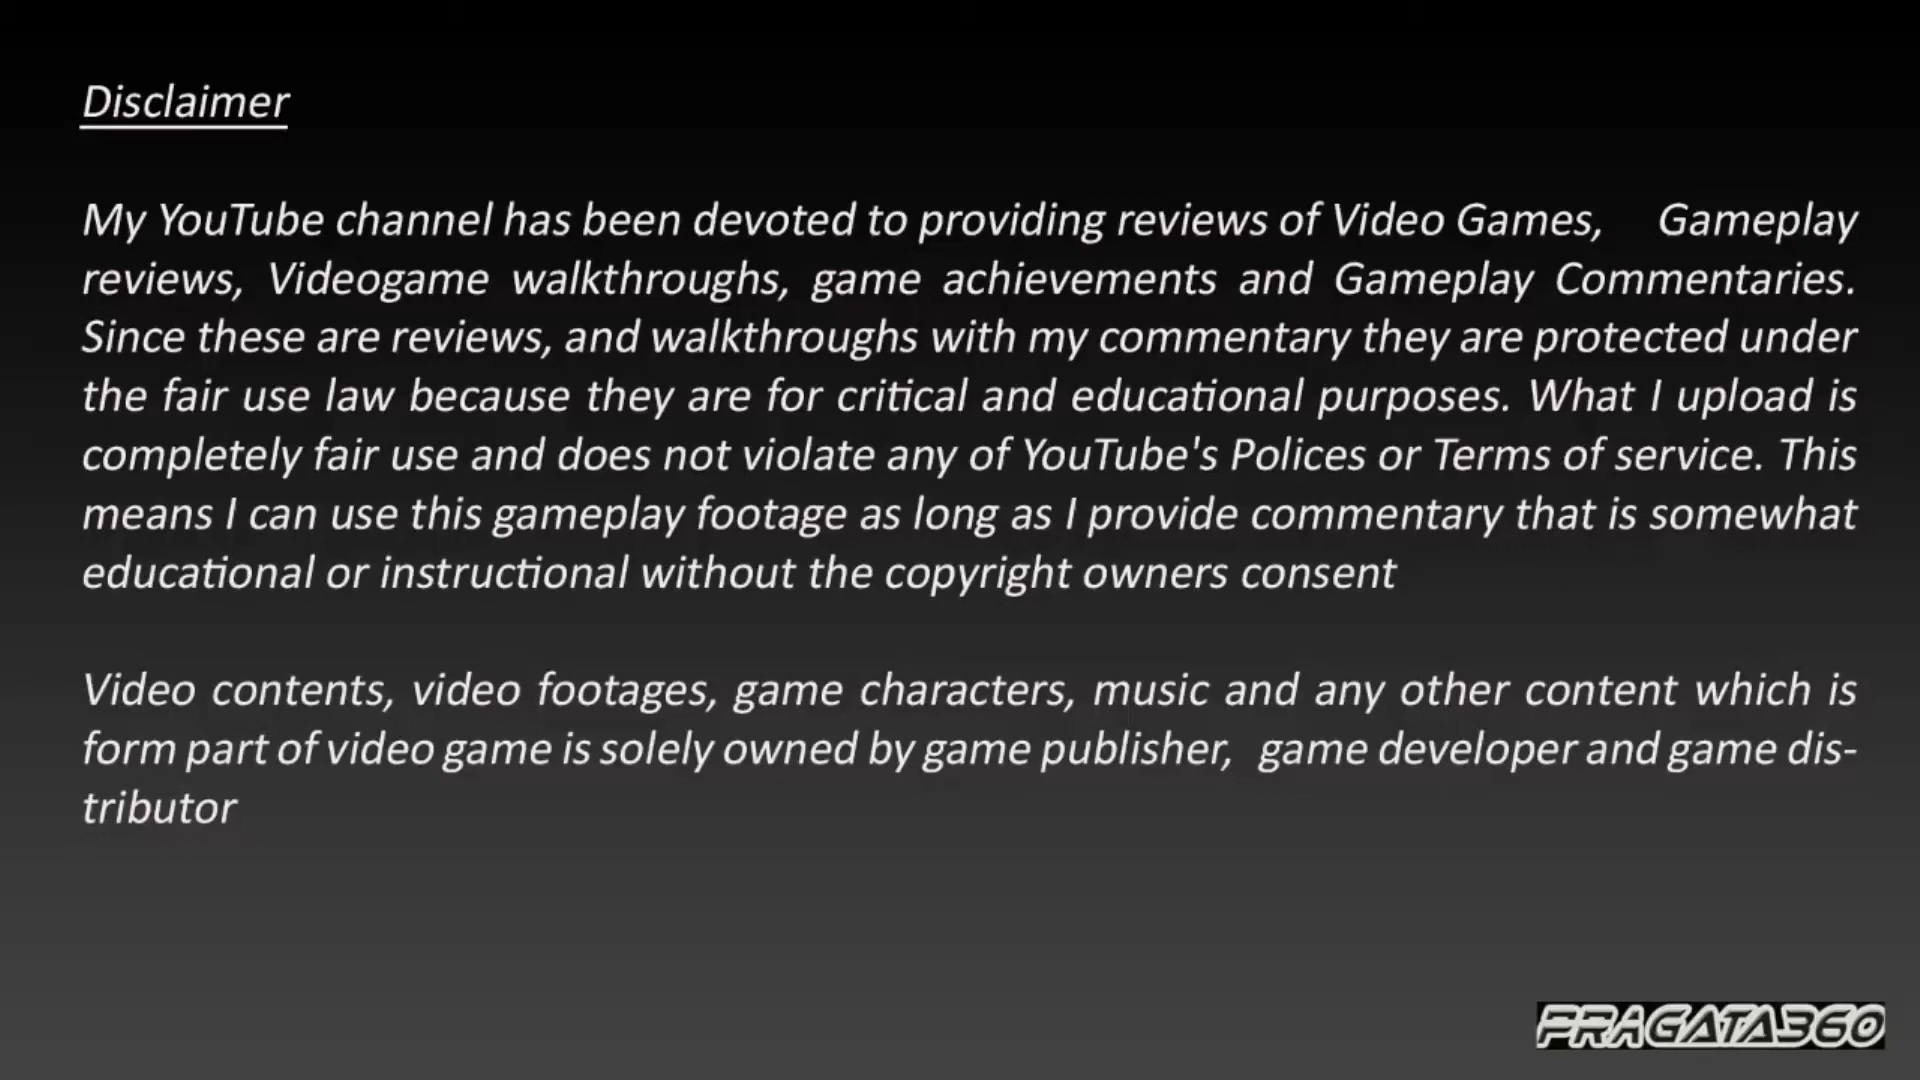 Disclaimer
My YouTube channel has been devoted to providing reviews of Video Games, Gameplay
reviews, Videogame walkthroughs, game achievements and Gameplay Commentaries.
Since these are reviews, and walkthroughs with my commentary they are protected under
the fair use law because they are for critical and educational purposes. What I upload is
completely fair use and does not violate any of YouTube's Polices or Terms of service. This
means I can use this gameplay footage as long as I provide commentary that is somewhat
educational or instructional without the copyright owners consent
Video contents, video footages, game characters, music and any other content which is
form part of video game is solely owned by game publisher, game developer and game dis-
tributor
PRAGATA360